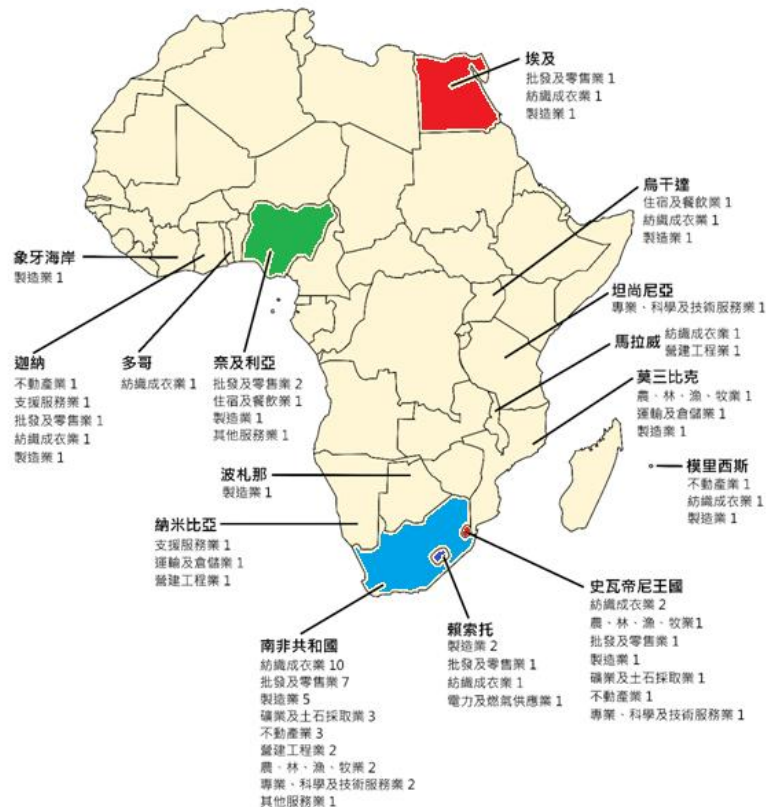 埃及
批發及零售業 1
紡織成衣業 1
製造業 1
烏干達
住宿及餐飲業 1
紡織成衣業 1
製造業 1
坦尚尼亞
專業、科學及技術服務業 1
馬拉威
紡織成衣業 1
營建工程業 1
莫三比克
農、林、漁、牧業 1
運輸及倉儲業 1
製造業 1
模里西斯
不動產業 1
紡織成衣業 1
製造業 1
象牙海岸
製造業 1
迦納
不動產業 1
支援服務業 1
批發及零售業 1
紡織成衣業 1
製造業 1
多哥
紡織成衣業 1
奈及利亞
批發及零售業 2
住宿及餐飲業 1
製造業 1
其他服務業 1
波札那
製造業 1
納米比亞
支援服務業 1
運輸及倉儲業 1
營建工程業 1
南非共和國
紡織成衣業 10
批發及零售業 7
製造業 5
礦業及土石採取業 3
不動產業 3
營建工程業 2
農、林、漁、牧業 2
專業、科學及技術服務業 2
其他服務業 1
賴索托
製造業 2
批發及零售業 1
紡織成衣業 1
電力及燃氣供應業 1
史瓦帝尼王國
紡織成衣業 2
農、林、漁、牧業1
批發及零售業 1
製造業 1
礦業及土石採取業 1
不動產業 1
專業、科學及技術服務業 1